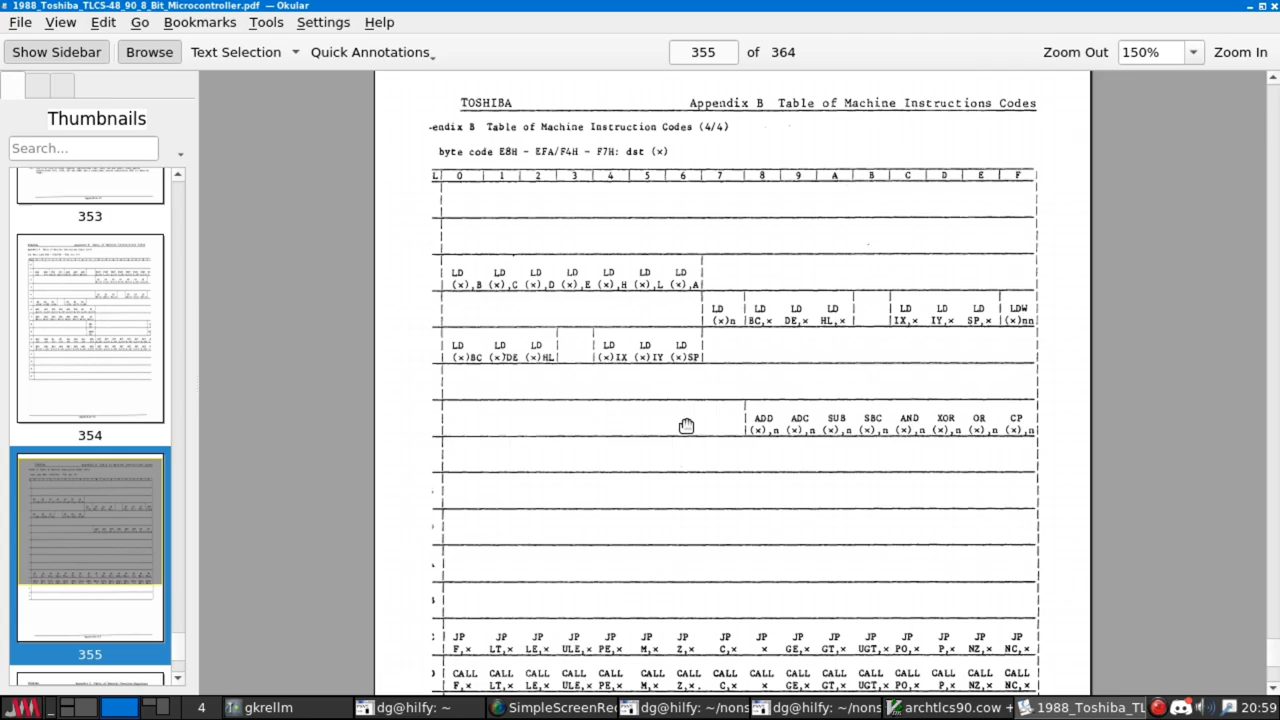 1988_Toshiba_TLCS-48_90_8_Bit_Microcontroller.pdf — Okular
File Edit View Go Bookmarks Tools Settings Help
Show Sidebar Browse Text Selection Quick Annotations 355 of 364 Zoom Out 150% Zoom In
Thumbnails
Search...
353
354
355
TOSHIBA Appendix B Table of Machine Instructions Codes
-endix B Table of Machine Instruction Codes (4/4)
byte code E8H - EFA/F4H - F7H: dst (×)
L 0 1 2 3 4 5 6 7 8 9 A B C D E F
LD LD LD LD LD LD LD
(×),B (×),C (×),D (×),E (×),H (×),L (×),A
LD LD LD LD LD LD LD LDW
(×)n BC,× DE,× HL,× IX,× IY,× SP,× (×)nn
LD LD LD LD LD LD
(×)BC (×)DE (×)HL (×)IX (×)IY (×)SP
ADD ADC SUB SBC AND XOR OR CP
(×),n (×),n (×),n (×),n (×),n (×),n (×),n (×),n
JP JP JP JP JP JP JP JP JP JP JP JP JP JP JP JP
F,× LT,× LE,× ULE,× PE,× M,× Z,× C,× × GE,× GT,× UGT,× PO,× P,× NZ,× NC,×
CALL CALL CALL CALL CALL CALL CALL CALL CALL CALL CALL CALL CALL CALL CALL CALL
F,× LT,× LE,× ULE,× PE,× M,× Z,× C,× × GE,× GT,× UGT,× PO,× P,× NZ,× NC,×
4 gkrellm dg@hilfy: ~ SimpleScreenRec dg@hilfy: ~/nons dg@hilfy: ~/nons archtlcs90.cow + 1988_Toshiba_TL 20:59